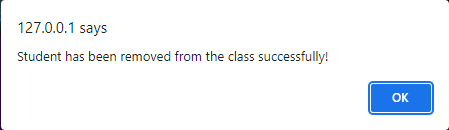 127.0.0.1 says
Student has been removed from the class successfully!
OK